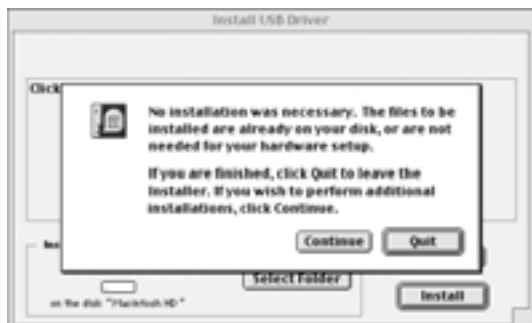 Install USB Driver
Click
No installation was necessary. The files to be
installed are already on your disk, or are not
needed for your hardware setup.
If you are finished, click Quit to leave the
Installer. If you wish to perform additional
installations, click Continue.
Continue Quit
Ins
Select Folder
on the disk "Macintosh HD"
Install